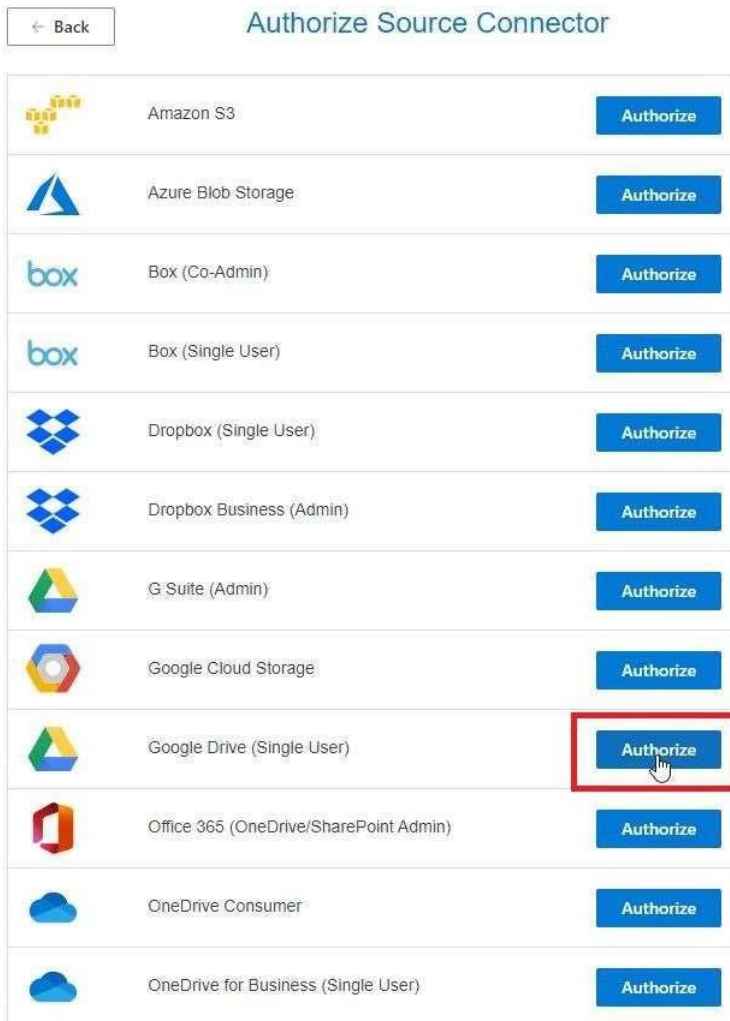 ← Back
Authorize Source Connector
Amazon S3
Authorize
Azure Blob Storage
Authorize
box
Box (Co-Admin)
Authorize
box
Box (Single User)
Authorize
Dropbox (Single User)
Authorize
Dropbox Business (Admin)
Authorize
G Suite (Admin)
Authorize
Google Cloud Storage
Authorize
Google Drive (Single User)
Authorize
Office 365 (OneDrive/SharePoint Admin)
Authorize
OneDrive Consumer
Authorize
OneDrive for Business (Single User)
Authorize